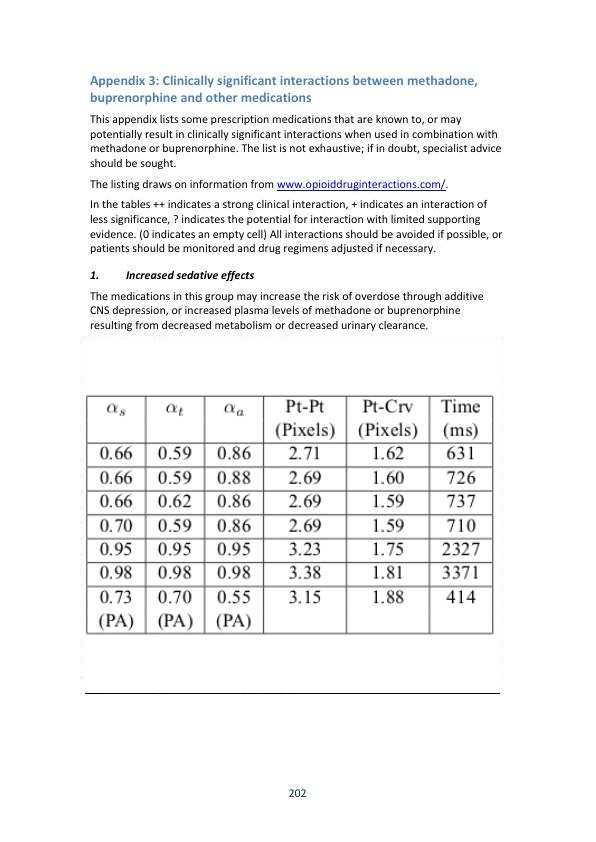 Appendix 3: Clinically significant interactions between methadone,
buprenorphine and other medications
This appendix lists some prescription medications that are known to, or may
potentially result in clinically significant interactions when used in combination with
methadone or buprenorphine. The list is not exhaustive; if in doubt, specialist advice
should be sought.
The listing draws on information from www.opioiddruginteractions.com/.
In the tables ++ indicates a strong clinical interaction, + indicates an interaction of
less significance, ? indicates the potential for interaction with limited supporting
evidence. (0 indicates an empty cell) All interactions should be avoided if possible, or
patients should be monitored and drug regimens adjusted if necessary.
1. Increased sedative effects
The medications in this group may increase the risk of overdose through additive
CNS depression, or increased plasma levels of methadone or buprenorphine
resulting from decreased metabolism or decreased urinary clearance.
αs αt αa Pt-Pt Pt-Crv Time
(Pixels) (Pixels) (ms)
0.66 0.59 0.86 2.71 1.62 631
0.66 0.59 0.88 2.69 1.60 726
0.66 0.62 0.86 2.69 1.59 737
0.70 0.59 0.86 2.69 1.59 710
0.95 0.95 0.95 3.23 1.75 2327
0.98 0.98 0.98 3.38 1.81 3371
0.73 0.70 0.55 3.15 1.88 414
(PA) (PA) (PA)
202